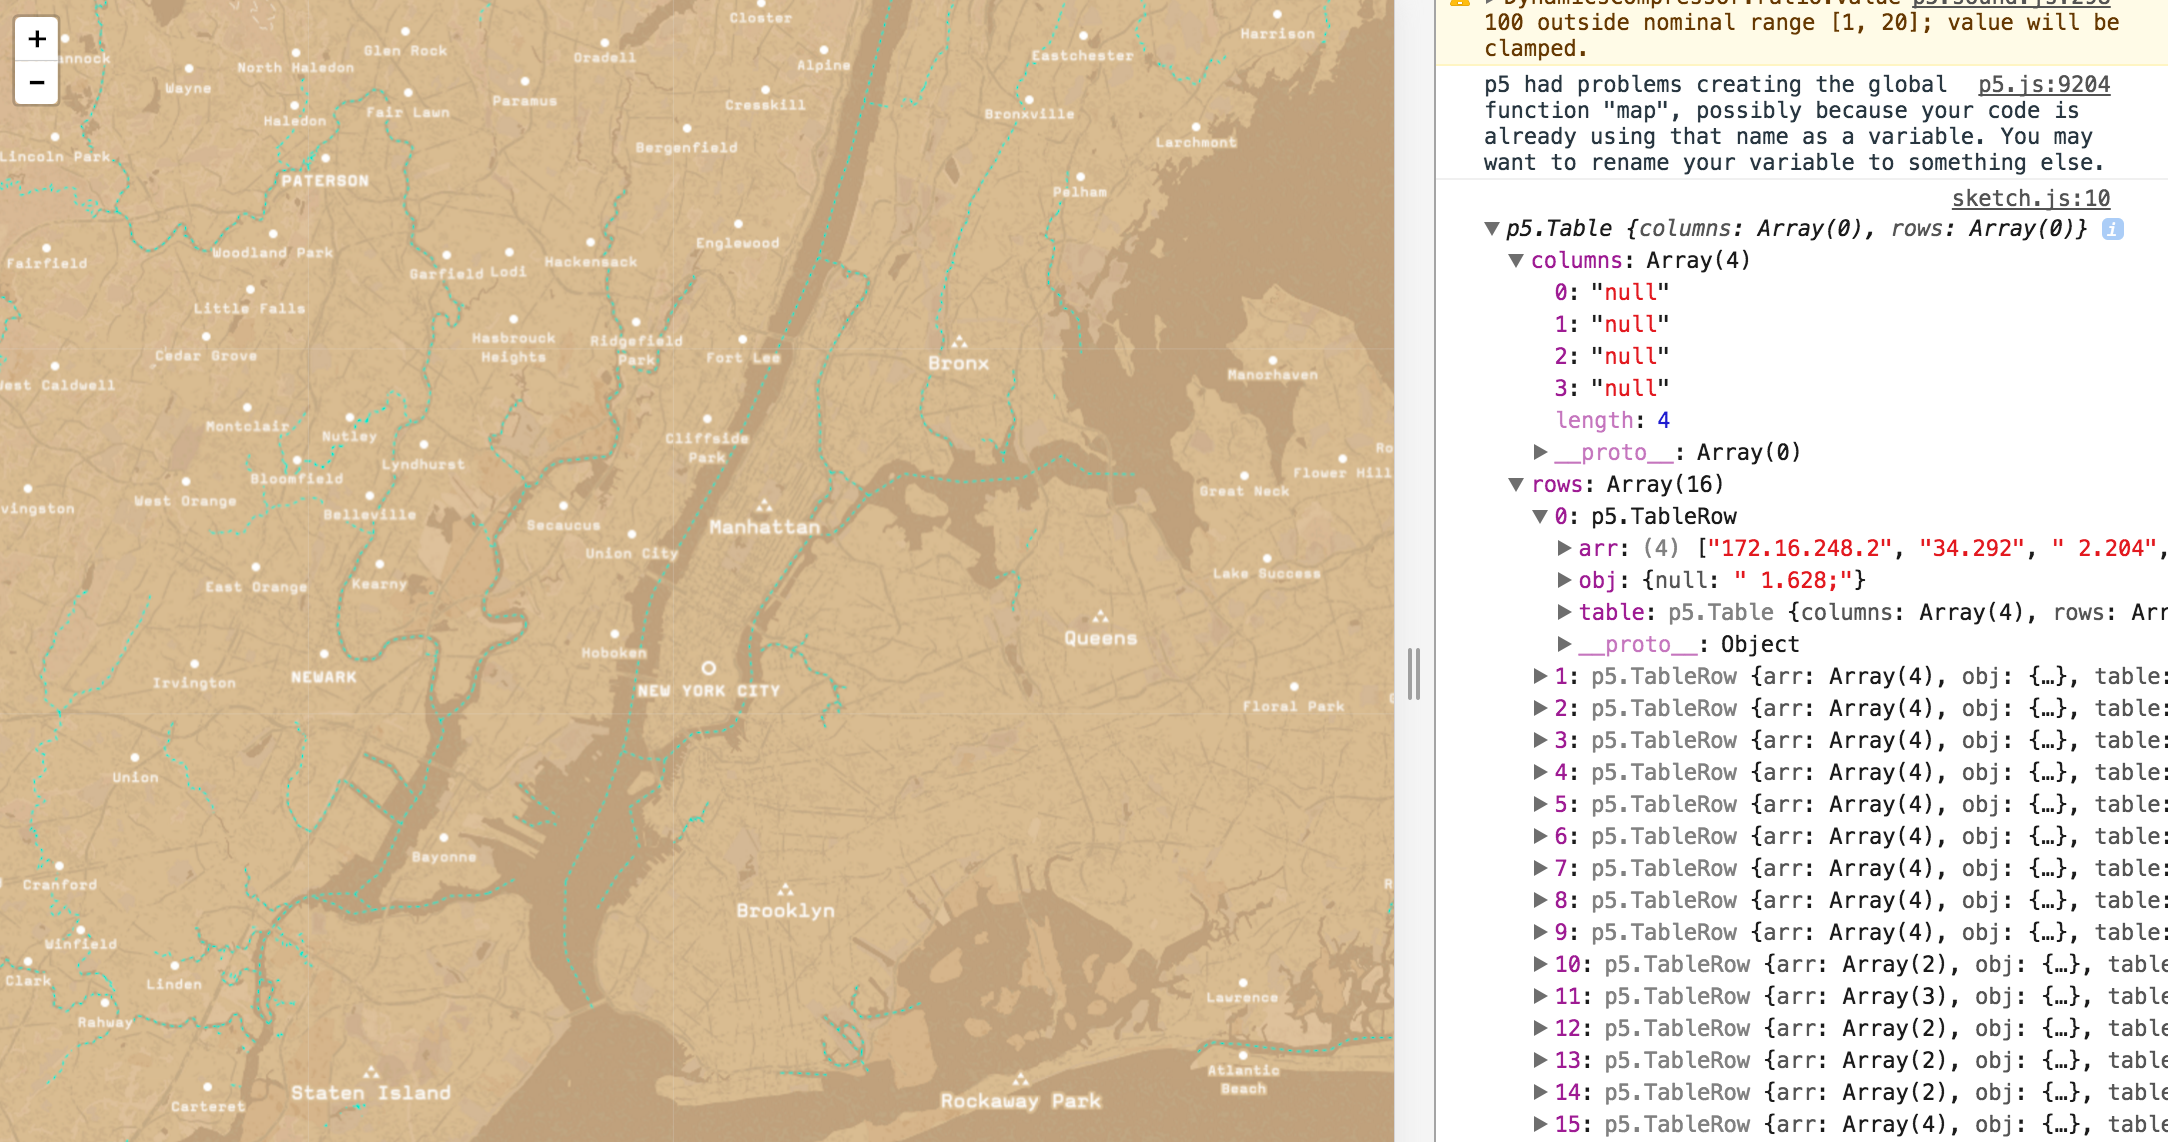 +
−
Closter
Harrison
Glen Rock
Oradell
Eastchester
North Haledon
Alpine
Wayne
Paramus
Cresskill
Fair Lawn
Haledon
Bronxville
Bergenfield
Larchmont
Lincoln Park
PATERSON
Pelham
Englewood
Woodland Park
Fairfield
Hackensack
Garfield
Lodi
Little Falls
Hasbrouck
Heights
Ridgefield
Park
Cedar Grove
Fort Lee
Bronx
Manorhaven
West Caldwell
Montclair
Nutley
Cliffside
Park
Lyndhurst
Flower Hill
Bloomfield
Great Neck
West Orange
Belleville
Secaucus
Manhattan
Union City
Lake Success
East Orange
Kearny
Queens
Hoboken
Irvington
NEWARK
NEW YORK CITY
Floral Park
Union
Bayonne
Cranford
Brooklyn
Winfield
Clark
Linden
Lawrence
Rahway
Atlantic
Beach
Staten Island
Rockaway Park
Carteret
DynamicsCompressor.ratio.value p5.sound.js:298
100 outside nominal range [1, 20]; value will be
clamped.
p5 had problems creating the global p5.js:9204
function "map", possibly because your code is
already using that name as a variable. You may
want to rename your variable to something else.
sketch.js:10
▼p5.Table {columns: Array(0), rows: Array(0)} i
▼columns: Array(4)
0: "null"
1: "null"
2: "null"
3: "null"
length: 4
▶__proto__: Array(0)
▼rows: Array(16)
▼0: p5.TableRow
▶arr: (4) ["172.16.248.2", "34.292", " 2.204",
▶obj: {null: " 1.628;"}
▶table: p5.Table {columns: Array(4), rows: Arr
▶__proto__: Object
▶1: p5.TableRow {arr: Array(4), obj: {…}, table:
▶2: p5.TableRow {arr: Array(4), obj: {…}, table:
▶3: p5.TableRow {arr: Array(4), obj: {…}, table:
▶4: p5.TableRow {arr: Array(4), obj: {…}, table:
▶5: p5.TableRow {arr: Array(4), obj: {…}, table:
▶6: p5.TableRow {arr: Array(4), obj: {…}, table:
▶7: p5.TableRow {arr: Array(4), obj: {…}, table:
▶8: p5.TableRow {arr: Array(4), obj: {…}, table:
▶9: p5.TableRow {arr: Array(4), obj: {…}, table:
▶10: p5.TableRow {arr: Array(2), obj: {…}, table
▶11: p5.TableRow {arr: Array(3), obj: {…}, table
▶12: p5.TableRow {arr: Array(2), obj: {…}, table
▶13: p5.TableRow {arr: Array(2), obj: {…}, table
▶14: p5.TableRow {arr: Array(2), obj: {…}, table
▶15: p5.TableRow {arr: Array(4), obj: {…}, table: